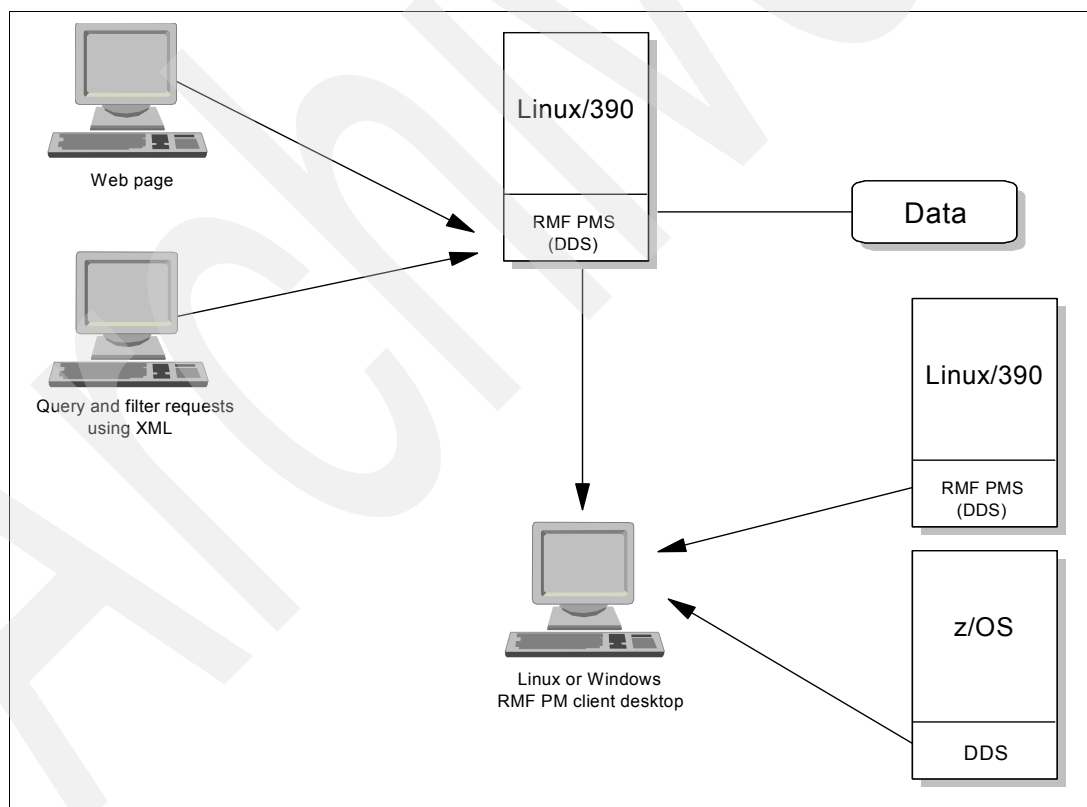 Web page
Query and filter requests
using XML
Linux/390
RMF PMS
(DDS)
Data
Linux/390
RMF PMS
(DDS)
z/OS
DDS
Linux or Windows
RMF PM client desktop